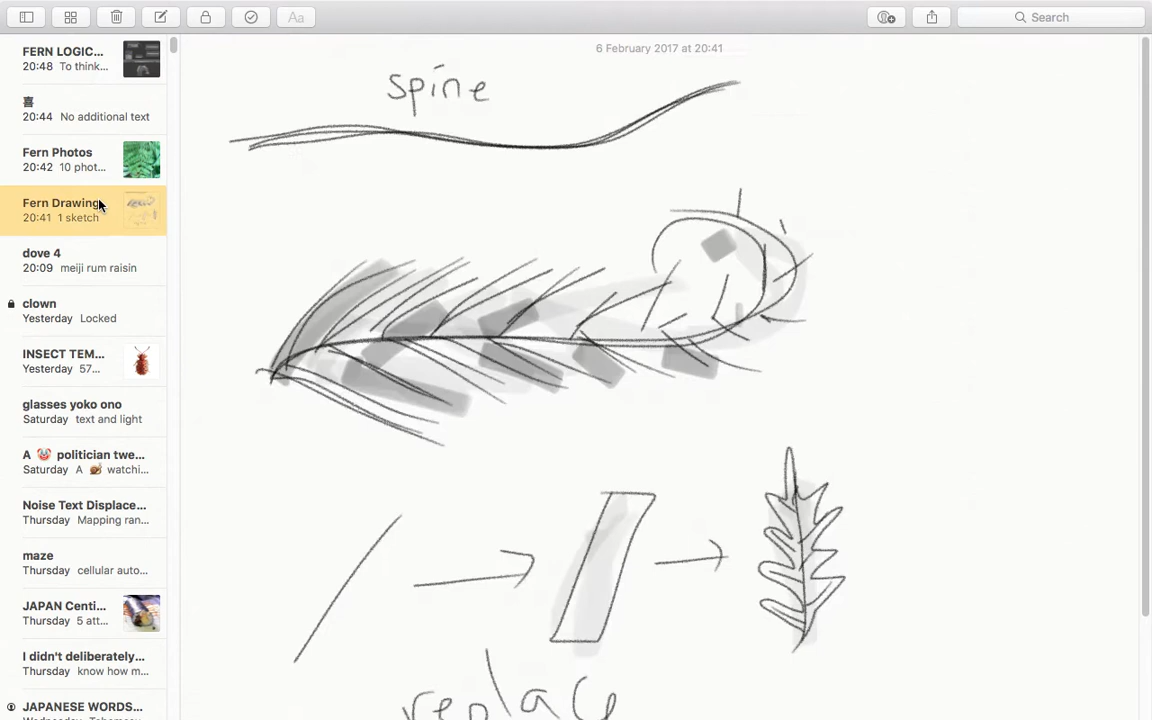 Aa
Search
FERN LOGIC...
20:48 To think...
喜
20:44 No additional text
Fern Photos
20:42 10 phot...
Fern Drawing
20:41 1 sketch
dove 4
20:09 meiji rum raisin
clown
Yesterday Locked
INSECT TEM...
Yesterday 57...
glasses yoko ono
Saturday text and light
A 🤡 politician twe...
Saturday A 🐌 watchi...
Noise Text Displace...
Thursday Mapping ran...
maze
Thursday cellular auto...
JAPAN Centi...
Thursday 5 att...
I didn't deliberately...
Thursday know how m...
JAPANESE WORDS...
6 February 2017 at 20:41
spine
replace